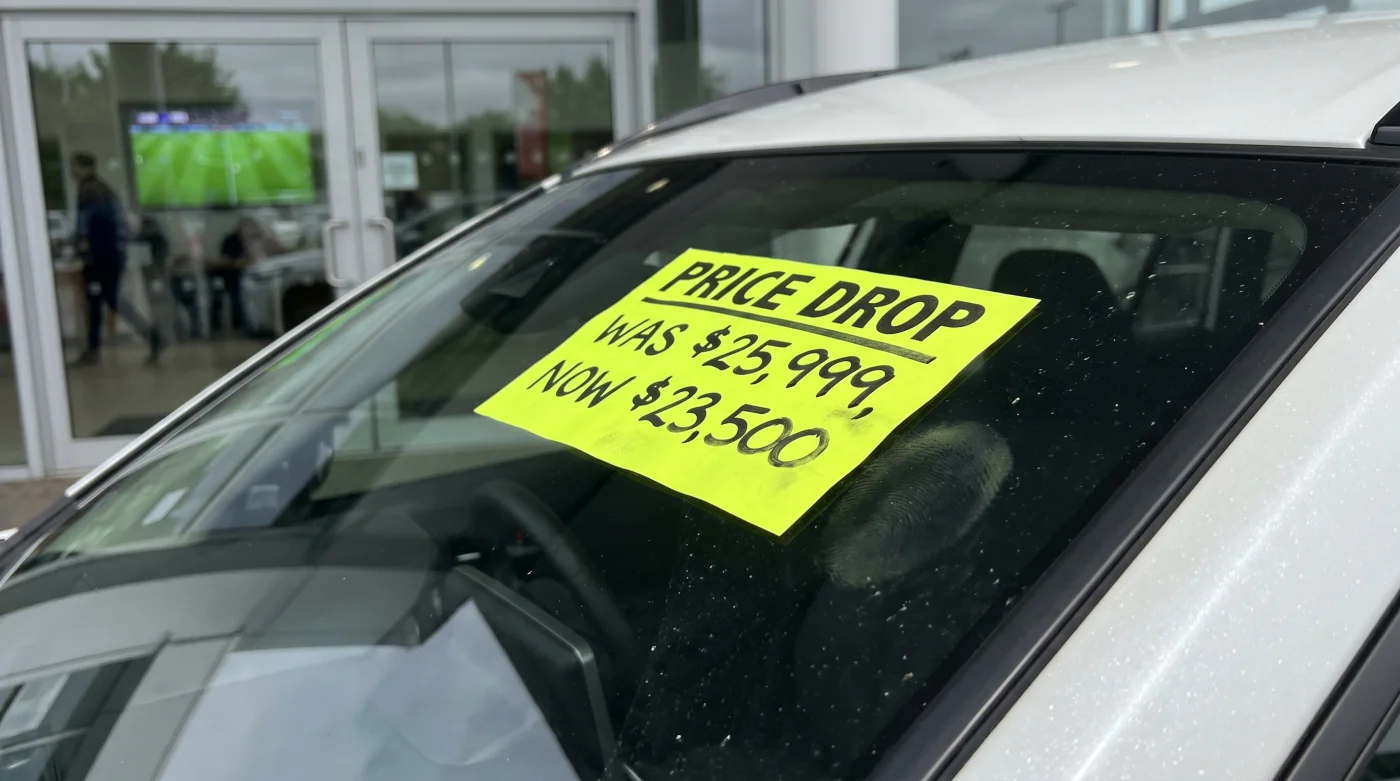 PRICE DROP
WAS $25,999,
NOW $23,500